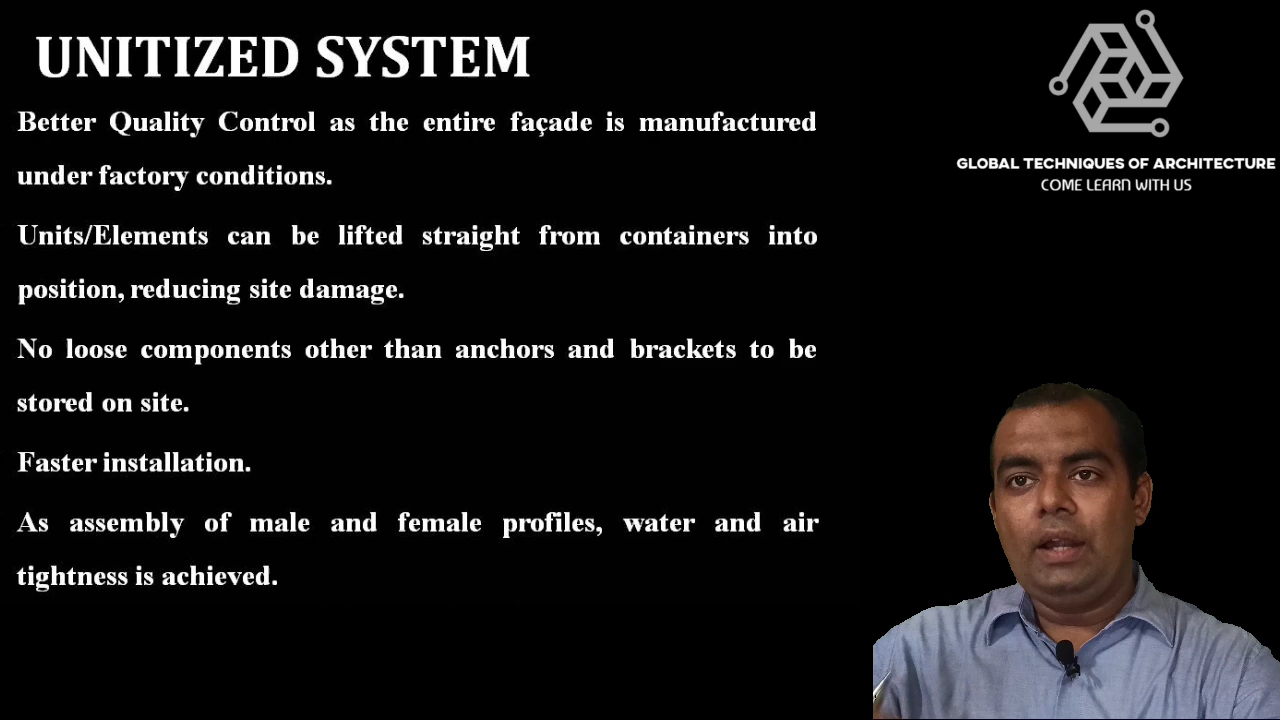 UNITIZED SYSTEM
Better Quality Control as the entire façade is manufactured
under factory conditions.
Units/Elements can be lifted straight from containers into
position, reducing site damage.
No loose components other than anchors and brackets to be
stored on site.
Faster installation.
As assembly of male and female profiles, water and air
tightness is achieved.
GLOBAL TECHNIQUES OF ARCHITECTURE
COME LEARN WITH US